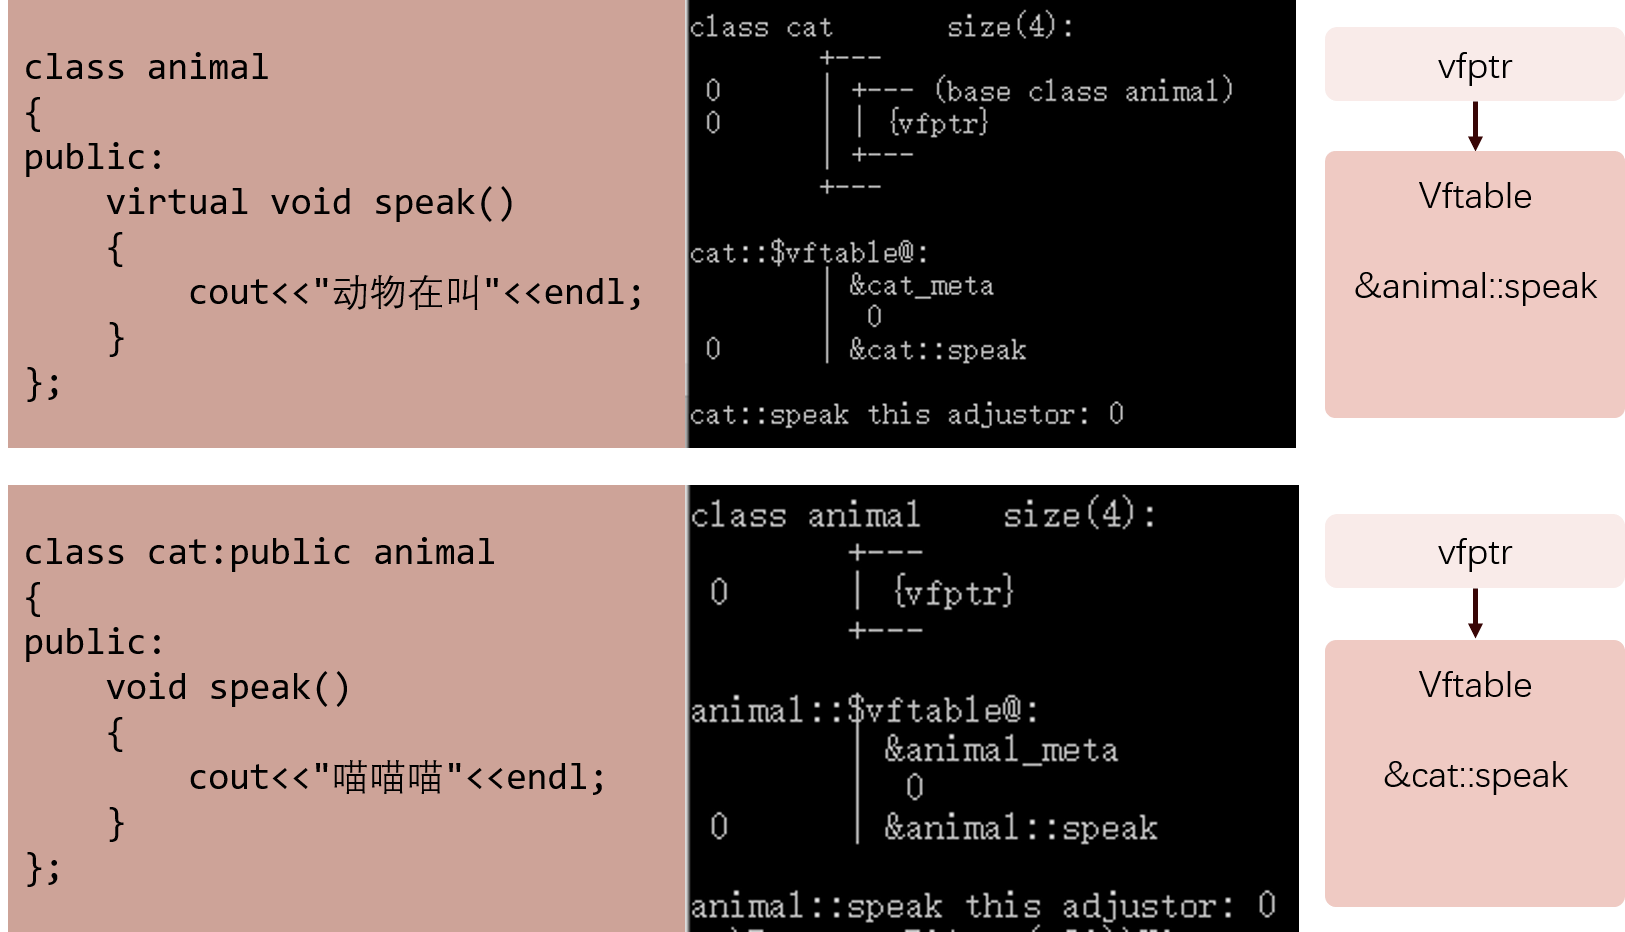 class animal
{
public:
    virtual void speak()
    {
        cout<<"动物在叫"<<endl;
    }
};
class cat      size(4):
        +---
 0      | +--- (base class animal)
 0      | | {vfptr}
        | +---
        +---
cat::$vftable@:
        | &cat_meta
        |  0
 0      | &cat::speak
cat::speak this adjustor: 0
vfptr
Vftable
&animal::speak
class cat:public animal
{
public:
    void speak()
    {
        cout<<"喵喵喵"<<endl;
    }
};
class animal    size(4):
        +---
 0      | {vfptr}
        +---
animal::$vftable@:
        | &animal_meta
        |  0
 0      | &animal::speak
animal::speak this adjustor: 0
vfptr
Vftable
&cat::speak